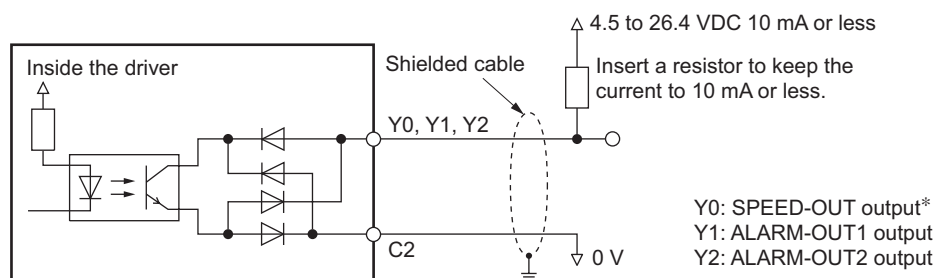 4.5 to 26.4 VDC 10 mA or less
Inside the driver
Shielded cable
Insert a resistor to keep the
current to 10 mA or less.
Y0, Y1, Y2
C2
0 V
Y0: SPEED-OUT output*
Y1: ALARM-OUT1 output
Y2: ALARM-OUT2 output